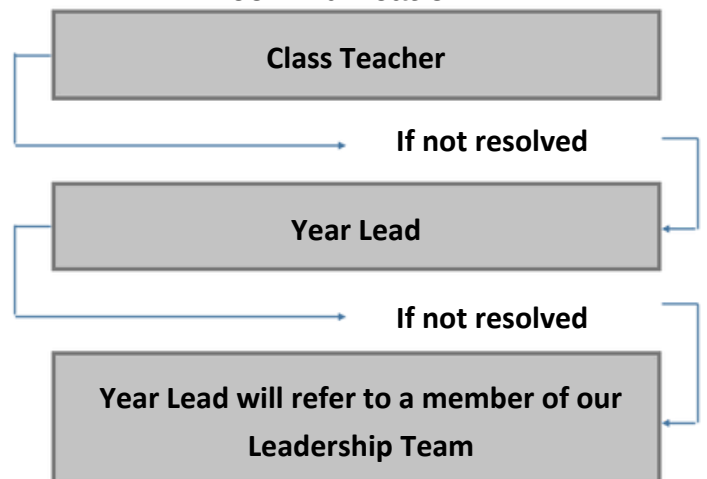 Class Teacher
If not resolved
Year Lead
If not resolved
Year Lead will refer to a member of our
Leadership Team